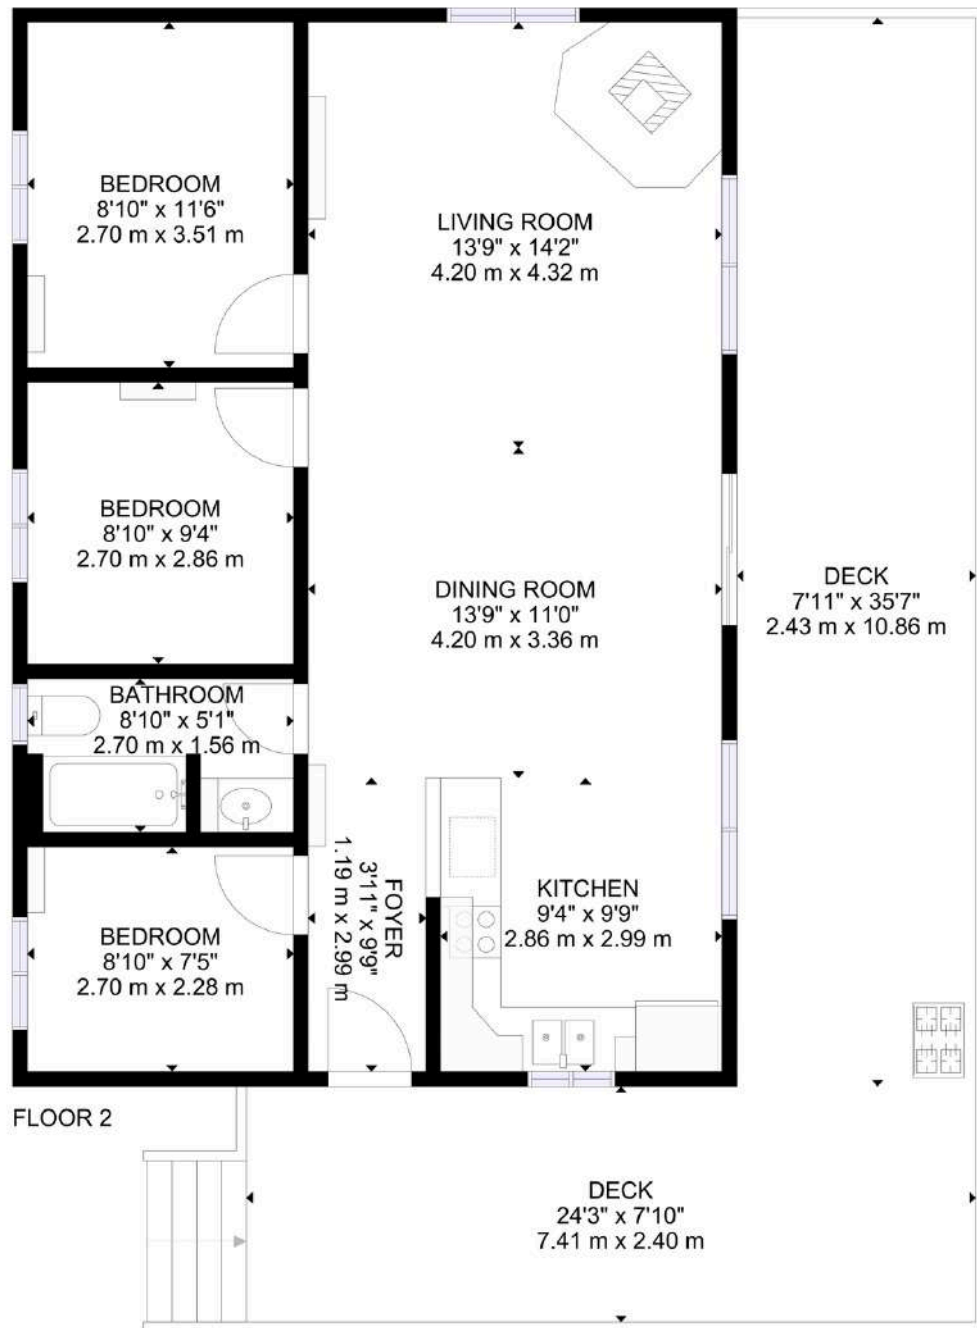 BEDROOM
8'10" x 11'6"
2.70 m x 3.51 m
LIVING ROOM
13'9" x 14'2"
4.20 m x 4.32 m
BEDROOM
8'10" x 9'4"
2.70 m x 2.86 m
DINING ROOM
13'9" x 11'0"
4.20 m x 3.36 m
DECK
7'11" x 35'7"
2.43 m x 10.86 m
BATHROOM
8'10" x 5'1"
2.70 m x 1.56 m
FOYER
3'11" x 9'9"
1.19 m x 2.99 m
KITCHEN
9'4" x 9'9"
2.86 m x 2.99 m
BEDROOM
8'10" x 7'5"
2.70 m x 2.28 m
FLOOR 2
DECK
24'3" x 7'10"
7.41 m x 2.40 m